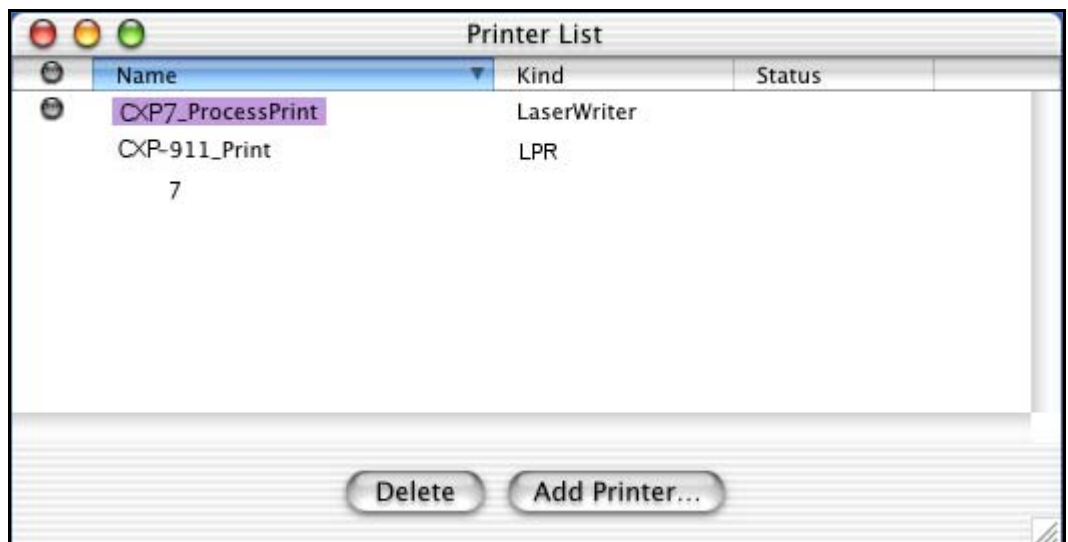 Printer List
Name Kind Status
CXP7_ProcessPrint LaserWriter
CXP-911_Print LPR
7
Delete Add Printer...